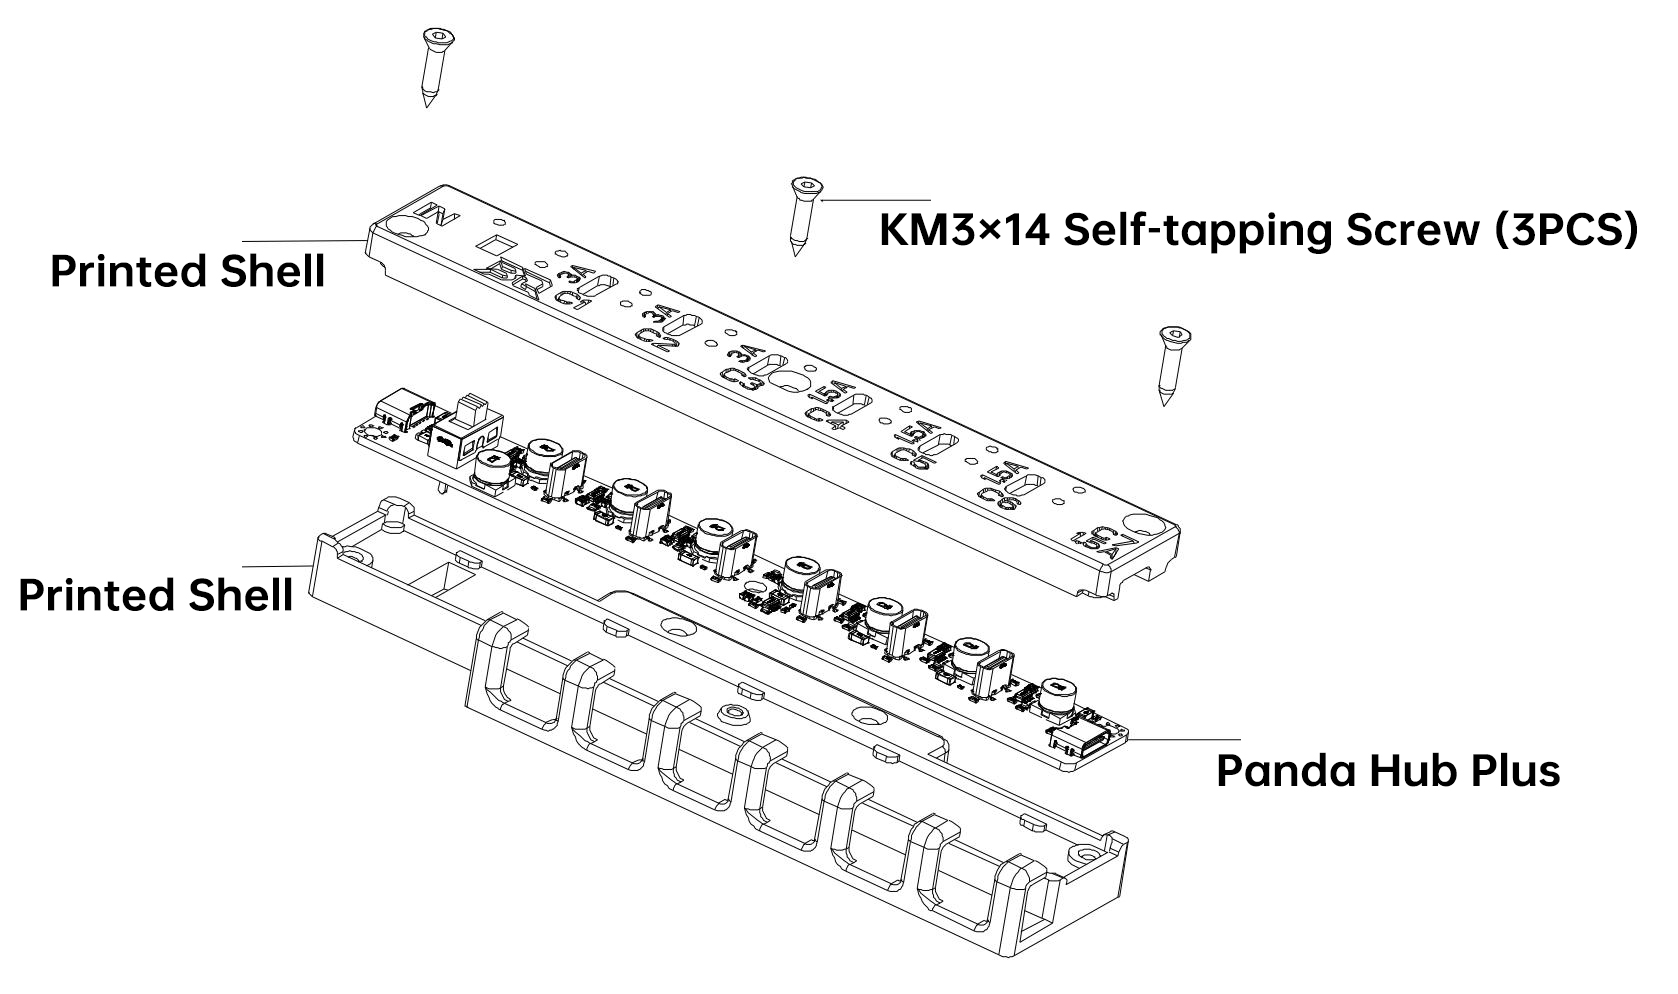 KM3×14 Self-tapping Screw (3PCS)
IN
Printed Shell
3A
C1
3A
C2
3A
C3
1.5A
C4
1.5A
C5
1.5A
C6
C7
1.5A
Printed Shell
Panda Hub Plus